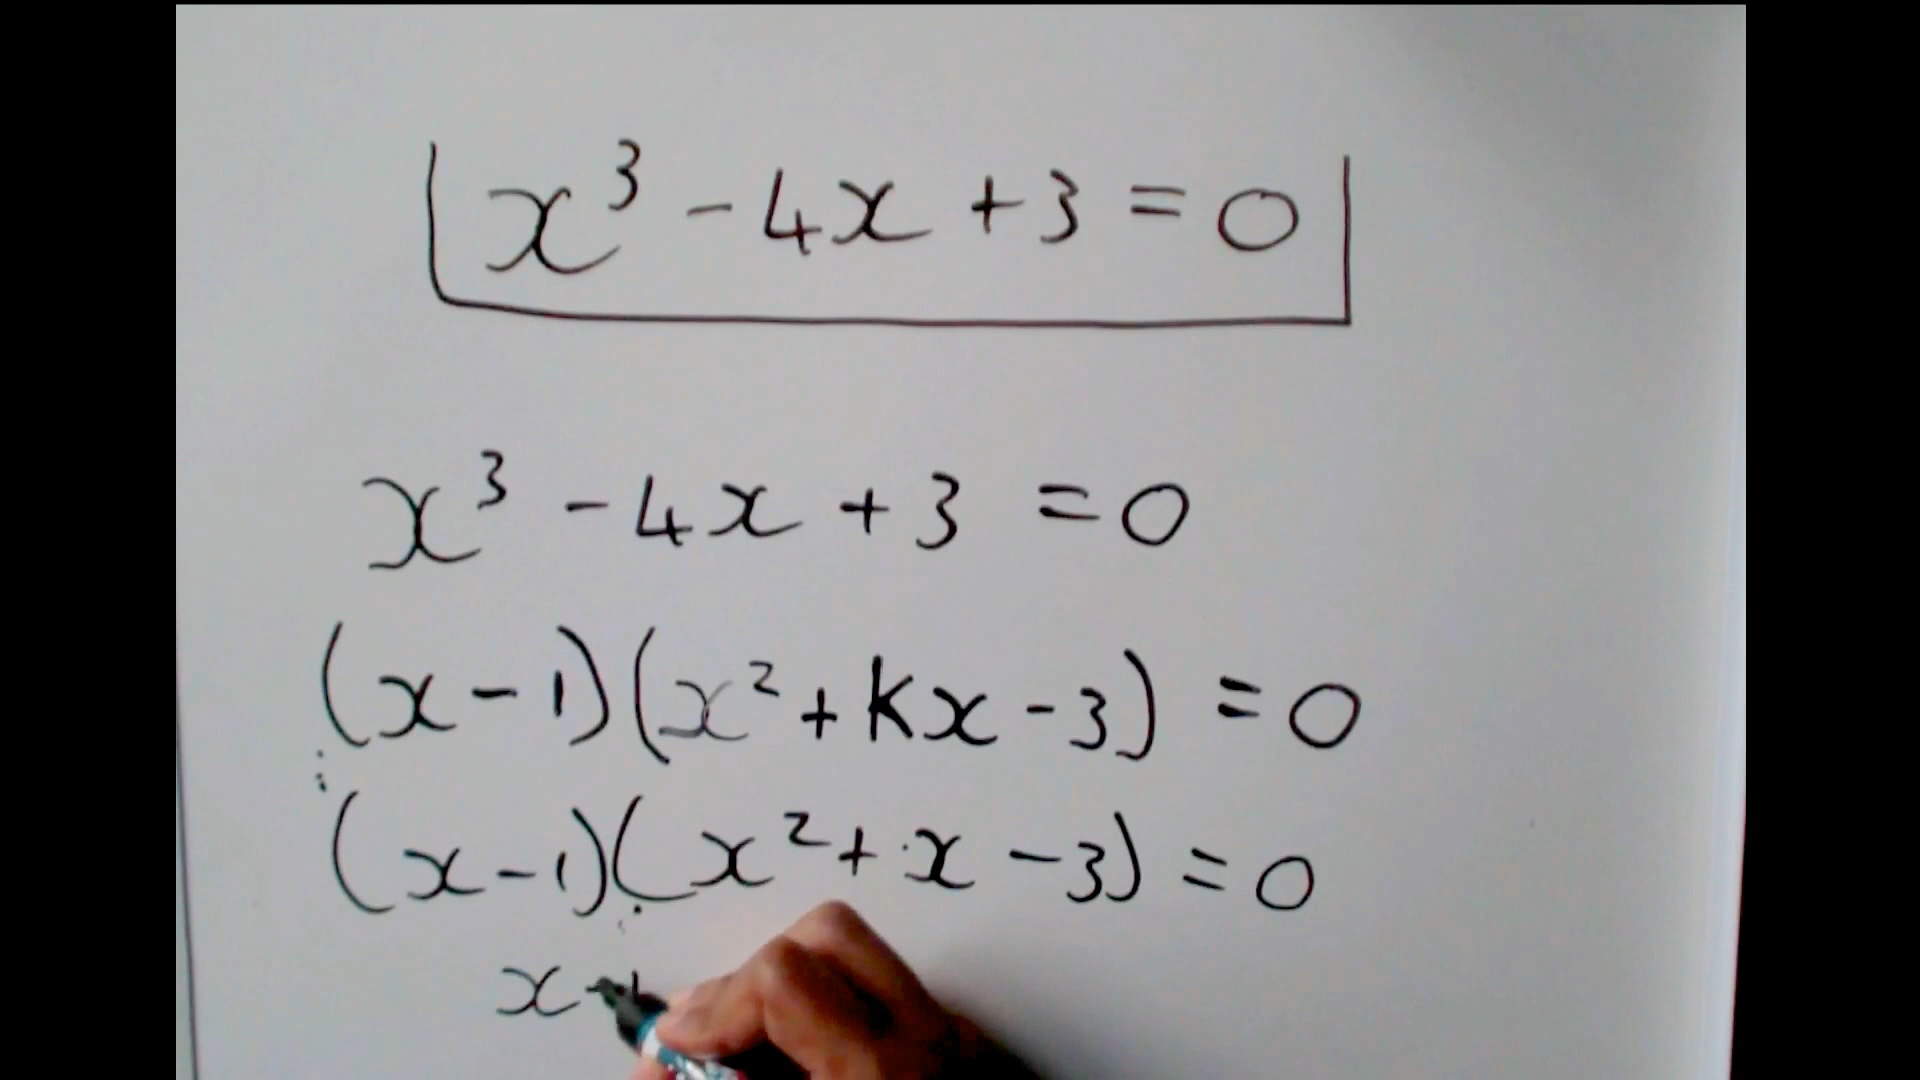 x³ - 4x + 3 = 0
x³ - 4x + 3 = 0
(x - 1)(x² + kx - 3) = 0
(x - 1)(x² + x - 3) = 0
x -